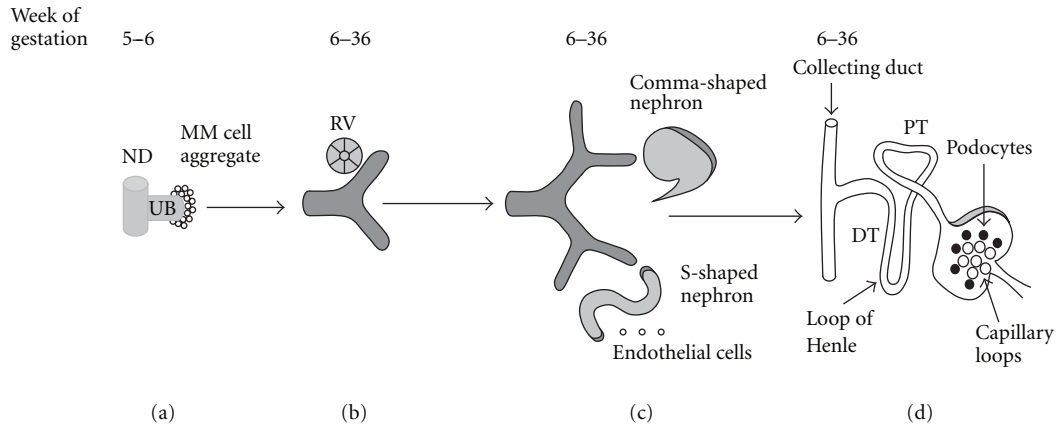 Week of
gestation
5–6
6–36
6–36
6–36
ND
MM cell
aggregate
UB
RV
Comma-shaped
nephron
S-shaped
nephron
Endothelial cells
Collecting duct
PT
Podocytes
DT
Loop of
Henle
Capillary
loops
(a)
(b)
(c)
(d)